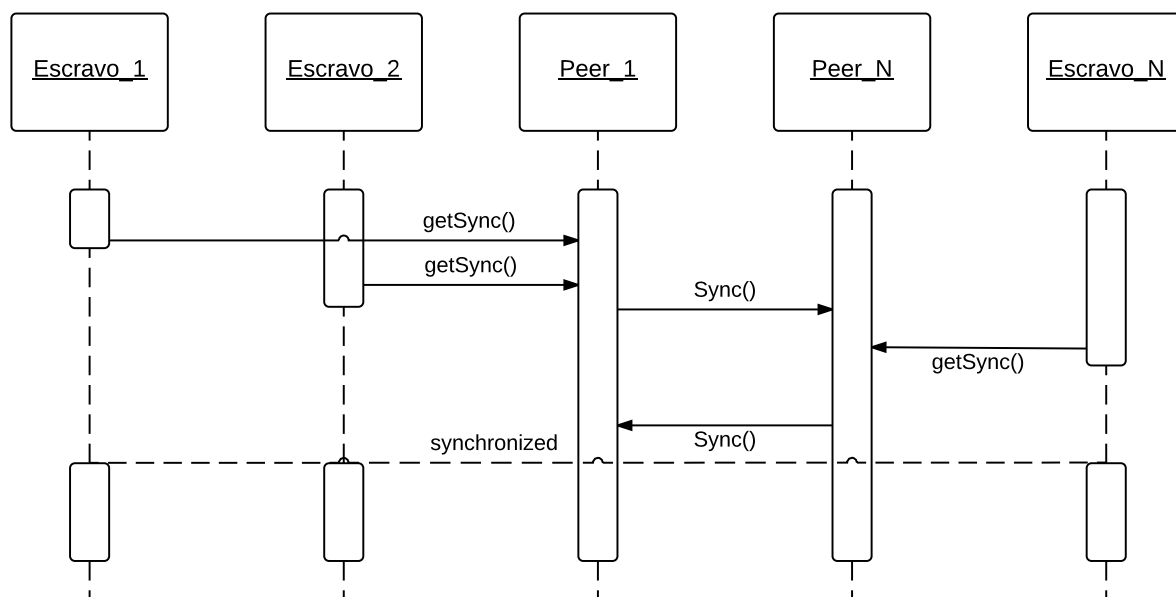 Escravo_1
Escravo_2
Peer_1
Peer_N
Escravo_N
getSync()
getSync()
Sync()
getSync()
Sync()
synchronized